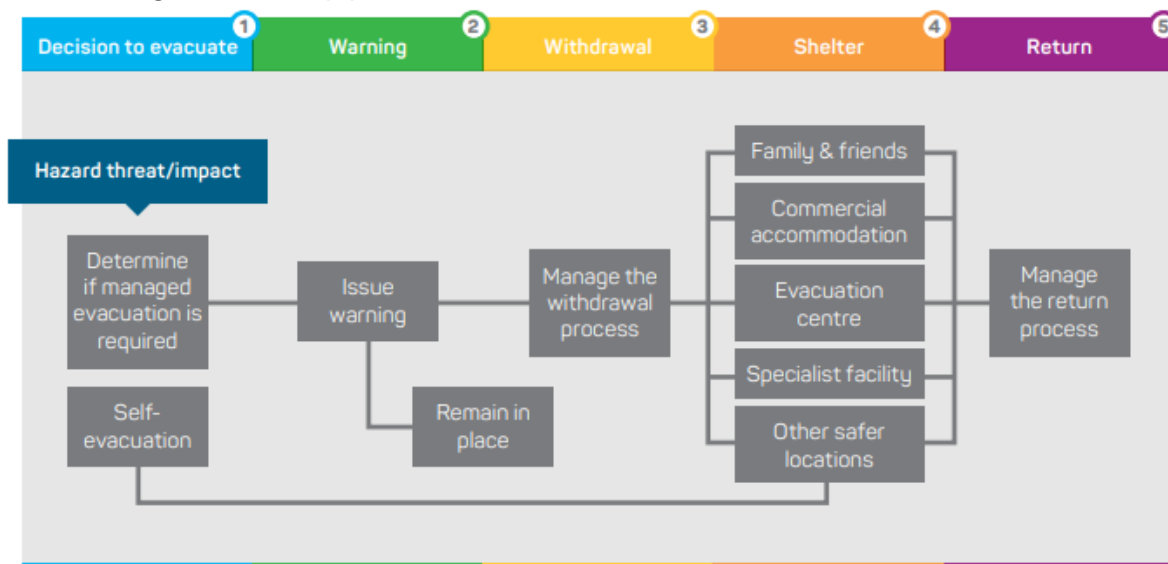 Decision to evacuate
1
Warning
2
Withdrawal
3
Shelter
4
Return
5
Hazard threat/impact
Determine
if managed
evacuation is
required
Self-
evacuation
Issue
warning
Remain in
place
Manage the
withdrawal
process
Family & friends
Commercial
accommodation
Evacuation
centre
Specialist facility
Other safer
locations
Manage
the return
process